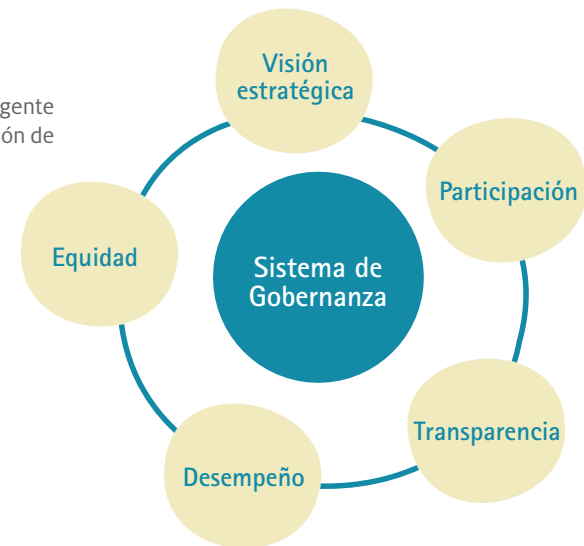 gente
ón de
Visión
estratégica
Participación
Equidad
Sistema de
Gobernanza
Transparencia
Desempeño